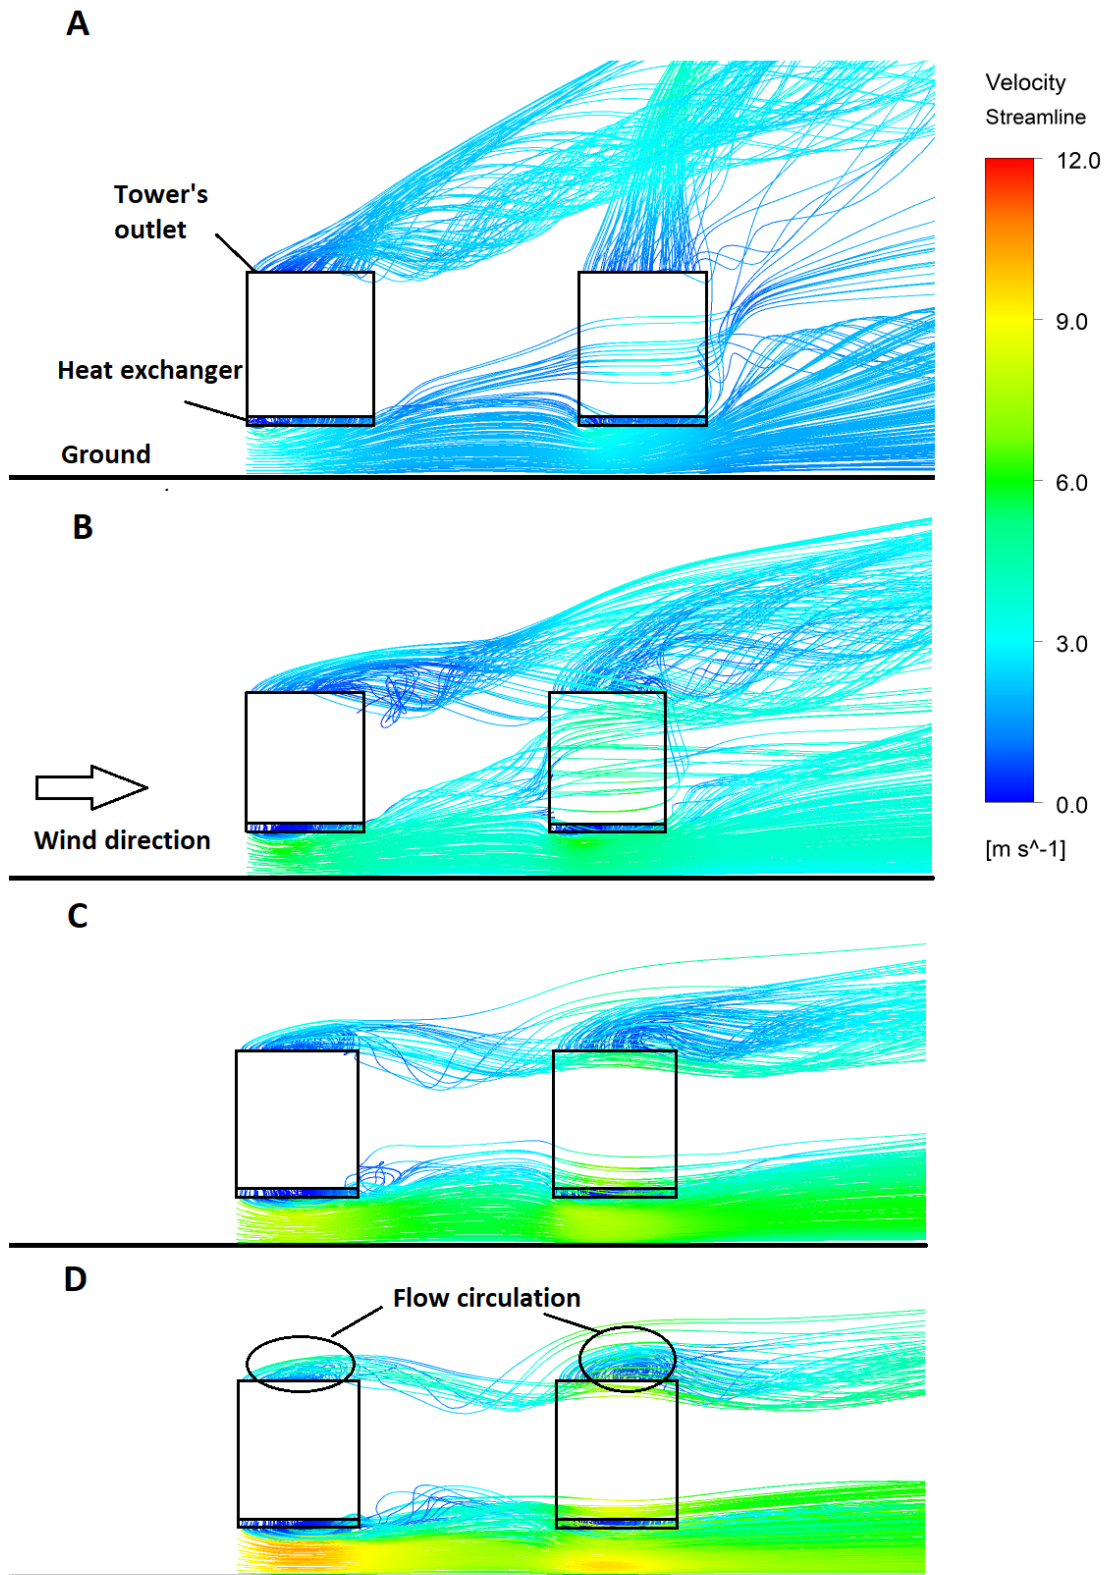 A
Velocity
Streamline
12.0
9.0
6.0
3.0
0.0
[m s^-1]
Tower's
outlet
Heat exchanger
Ground
B
Wind direction
C
D
Flow circulation